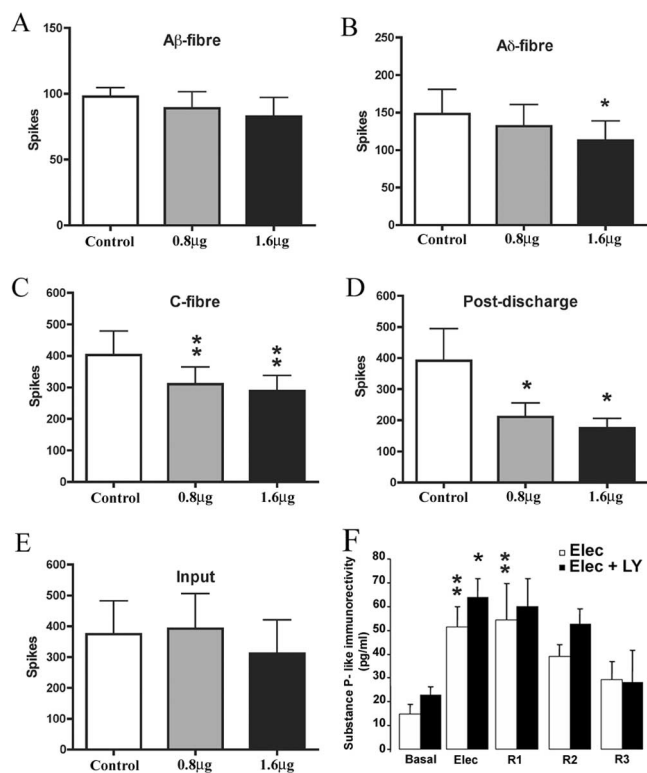 A
Aβ-fibre
Spikes
100
50
0
Control 0.8µg 1.6µg
B
Aδ-fibre
Spikes
250
200
150
100
50
0
*
Control 0.8µg 1.6µg
C
C-fibre
Spikes
600
500
400
300
200
100
0
**
**
Control 0.8µg 1.6µg
D
Post-discharge
Spikes
600
500
400
300
200
100
0
*
*
Control 0.8µg 1.6µg
E
Input
Spikes
600
500
400
300
200
100
0
Control 0.8µg 1.6µg
F
Elec
Elec + LY
Substance P- like immunorectivity
(pg/ml)
80
70
60
50
40
30
20
10
0
**
*
**
Basal Elec R1 R2 R3